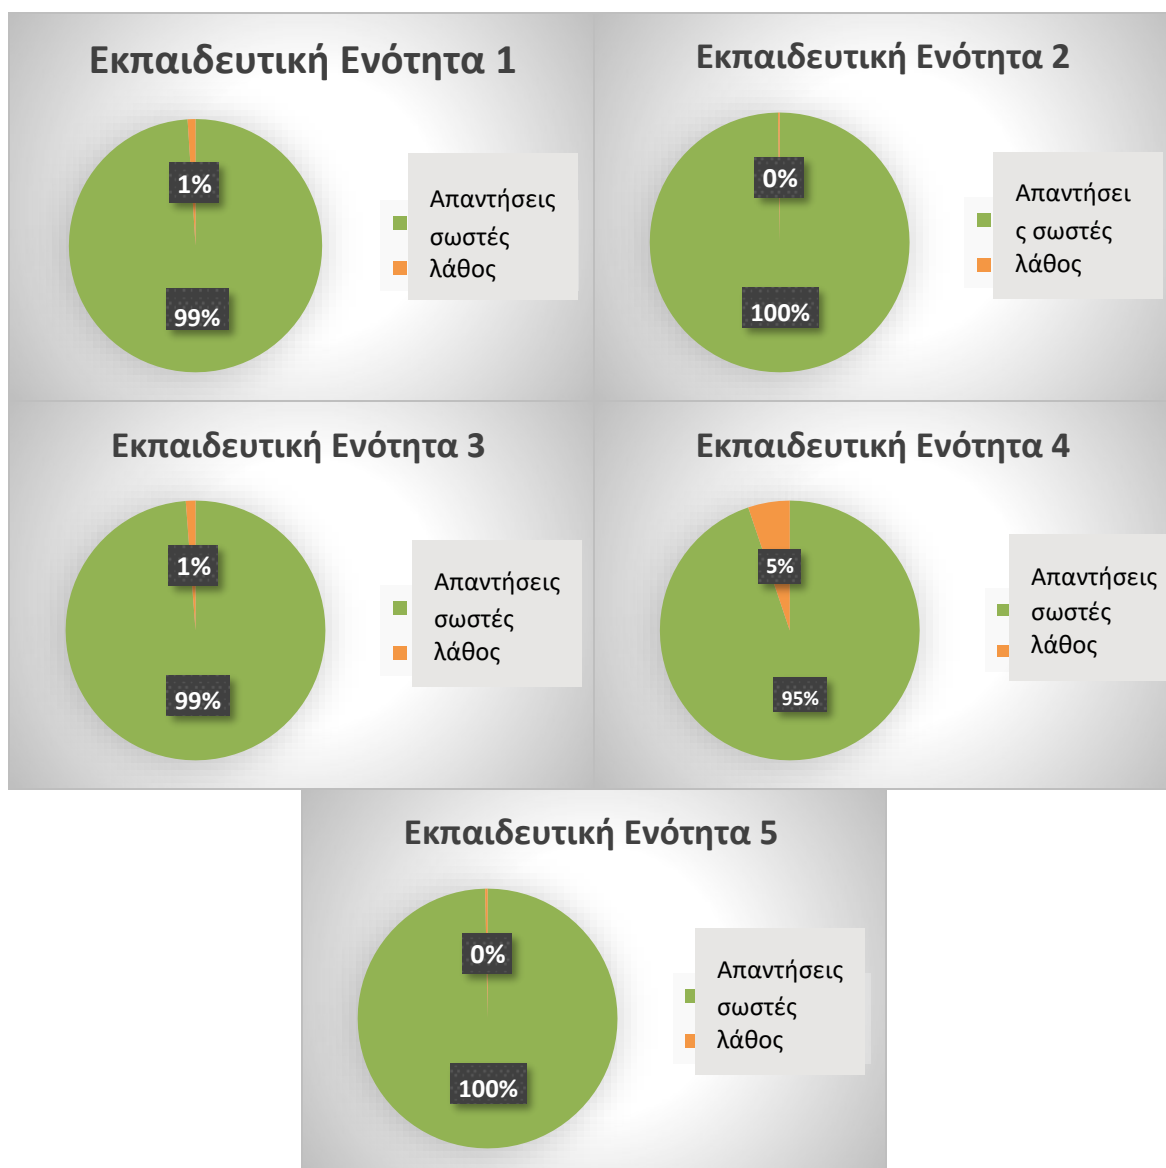 Εκπαιδευτική Ενότητα 1
1%
99%
Απαντήσεις
σωστές
λάθος
Εκπαιδευτική Ενότητα 2
0%
100%
Απαντήσει
ς σωστές
λάθος
Εκπαιδευτική Ενότητα 3
1%
99%
Απαντήσεις
σωστές
λάθος
Εκπαιδευτική Ενότητα 4
5%
95%
Απαντήσεις
σωστές
λάθος
Εκπαιδευτική Ενότητα 5
0%
100%
Απαντήσεις
σωστές
λάθος